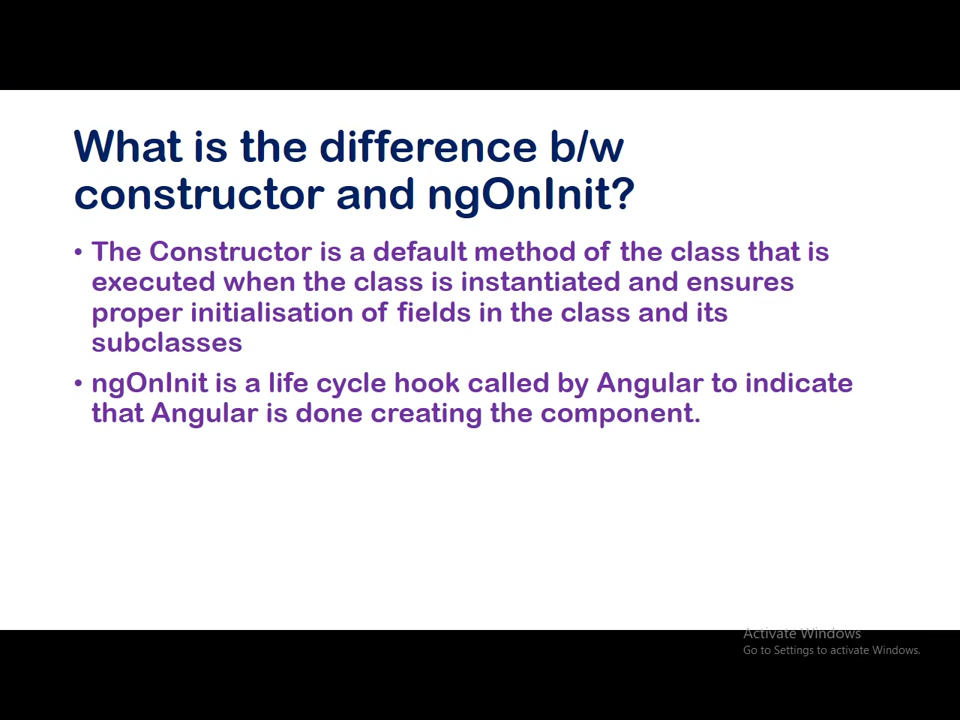 What is the difference b/w
constructor and ngOnInit?
• The Constructor is a default method of the class that is
executed when the class is instantiated and ensures
proper initialisation of fields in the class and its
subclasses
• ngOnInit is a life cycle hook called by Angular to indicate
that Angular is done creating the component.
Activate Windows
Go to Settings to activate Windows.